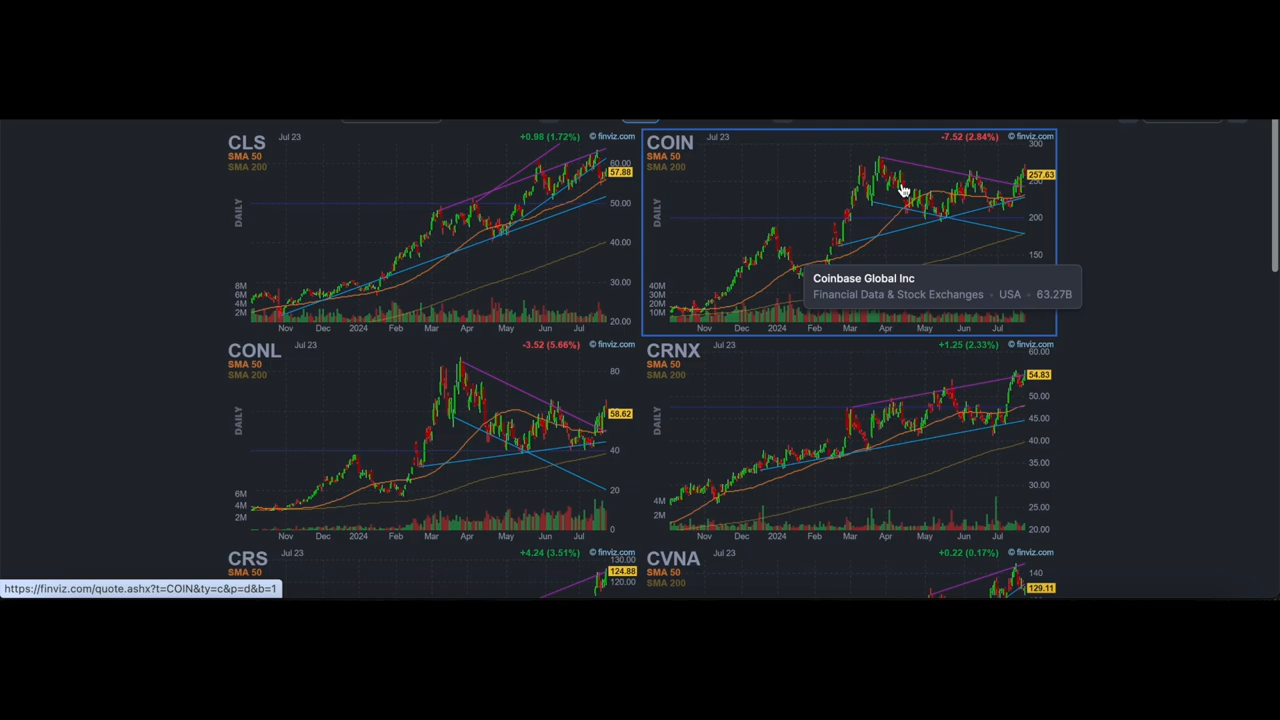 CLS Jul 23 +0.98 (1.72%) © finviz.com
SMA 50
SMA 200
DAILY
60.00
57.88
50.00
40.00
30.00
20.00
8M
6M
4M
2M
Nov Dec 2024 Feb Mar Apr May Jun Jul
COIN Jul 23 -7.52 (2.84%) © finviz.com
SMA 50
SMA 200
DAILY
300
257.63
250
200
150
40M
30M
20M
10M
Coinbase Global Inc
Financial Data & Stock Exchanges • USA • 63.27B
Nov Dec 2024 Feb Mar Apr May Jun Jul
CONL Jul 23 -3.52 (5.66%) © finviz.com
SMA 50
SMA 200
DAILY
80
58.62
40
20
0
6M
4M
2M
Nov Dec 2024 Feb Mar Apr May Jun Jul
CRNX Jul 23 +1.25 (2.33%) © finviz.com
SMA 50
SMA 200
DAILY
60.00
54.83
50.00
45.00
40.00
35.00
30.00
25.00
20.00
4M
2M
Nov Dec 2024 Feb Mar Apr May Jun Jul
CRS Jul 23 +4.24 (3.51%) © finviz.com
SMA 50
130.00
124.88
120.00
CVNA Jul 23 +0.22 (0.17%) © finviz.com
SMA 50
SMA 200
140
129.11
https://finviz.com/quote.ashx?t=COIN&ty=c&p=d&b=1